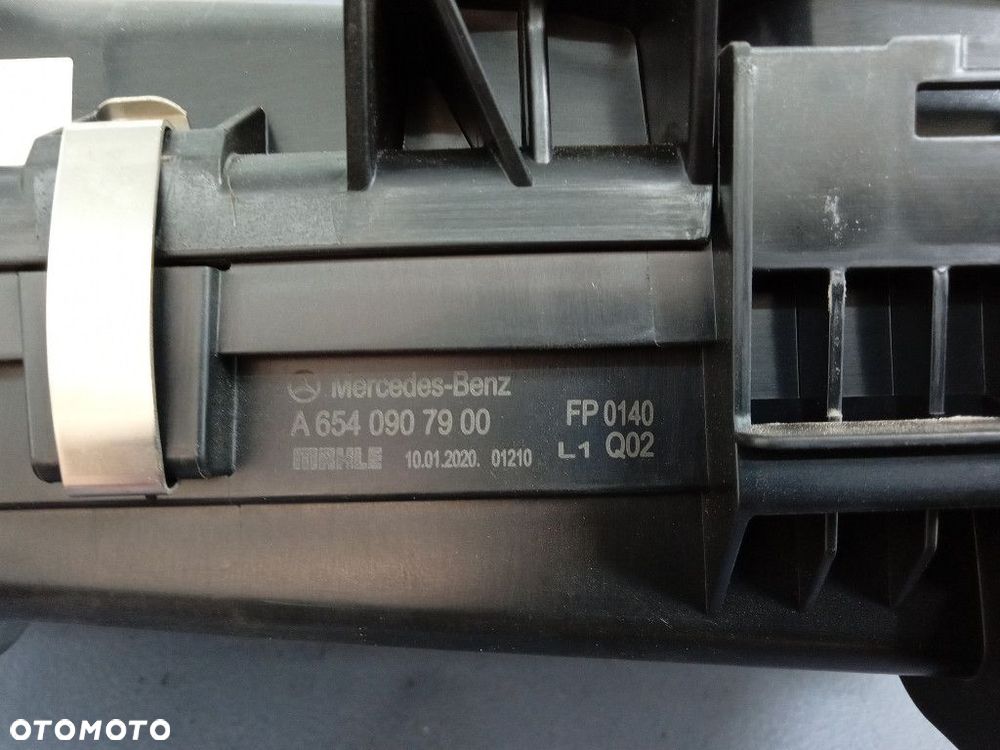 Mercedes-Benz
A 654 090 79 00
FP 0140
MAHLE 10.01.2020. 01210
L1 Q02
OTOMOTO